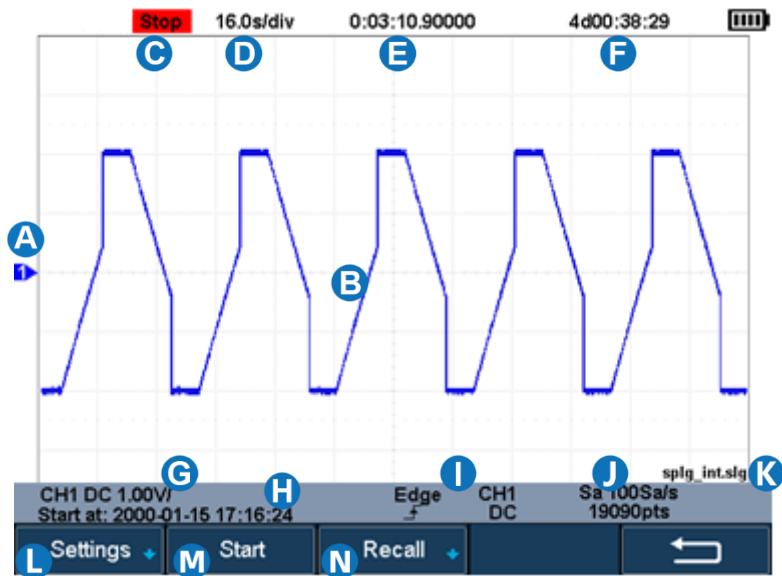 Stop 16.0s/div 0:03:10.90000 4d00:38:29
C D E F
A
1
B
splg_int.slg
G H I J K
CH1 DC 1.00V/ Edge CH1 Sa 100Sa/s
Start at: 2000-01-15 17:16:24 DC 19090pts
L Settings M Start N Recall